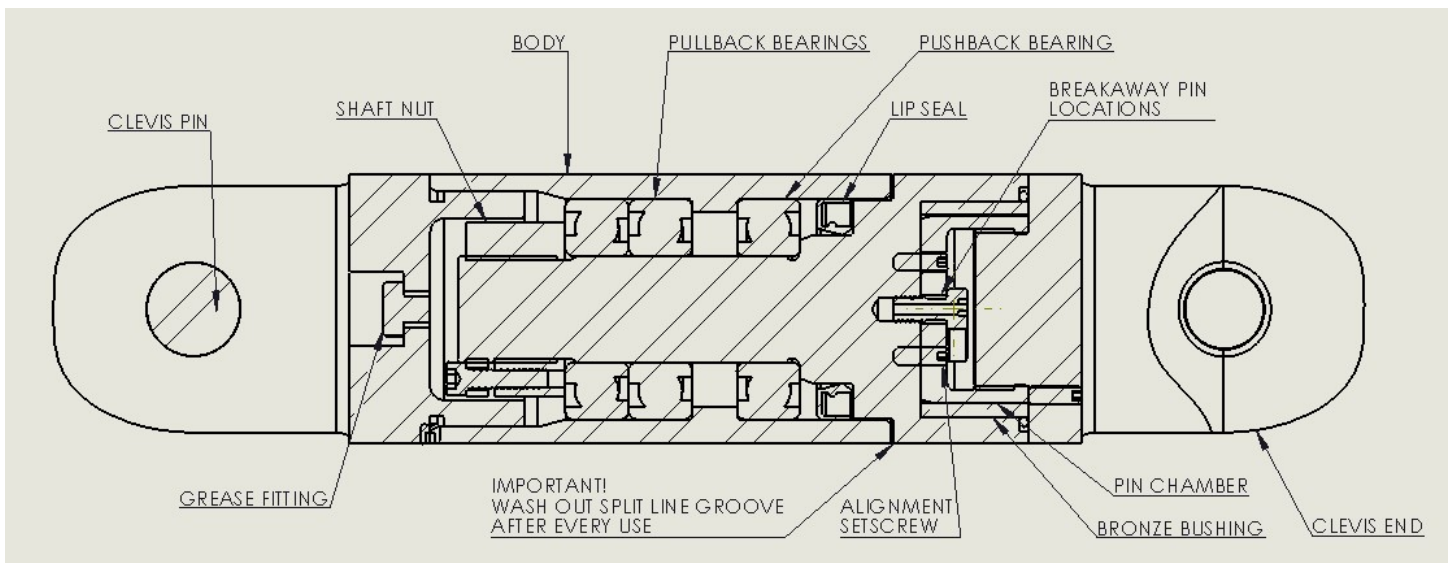 BODY
PULLBACK BEARINGS
PUSHBACK BEARING
BREAKAWAY PIN
LOCATIONS
SHAFT NUT
LIP SEAL
CLEVIS PIN
GREASE FITTING
IMPORTANT!
WASH OUT SPLIT LINE GROOVE
AFTER EVERY USE
ALIGNMENT
SETSCREW
PIN CHAMBER
BRONZE BUSHING
CLEVIS END